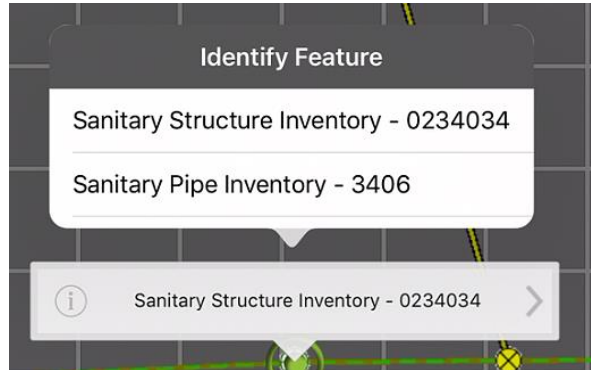 Identify Feature
Sanitary Structure Inventory - 0234034
Sanitary Pipe Inventory - 3406
Sanitary Structure Inventory - 0234034